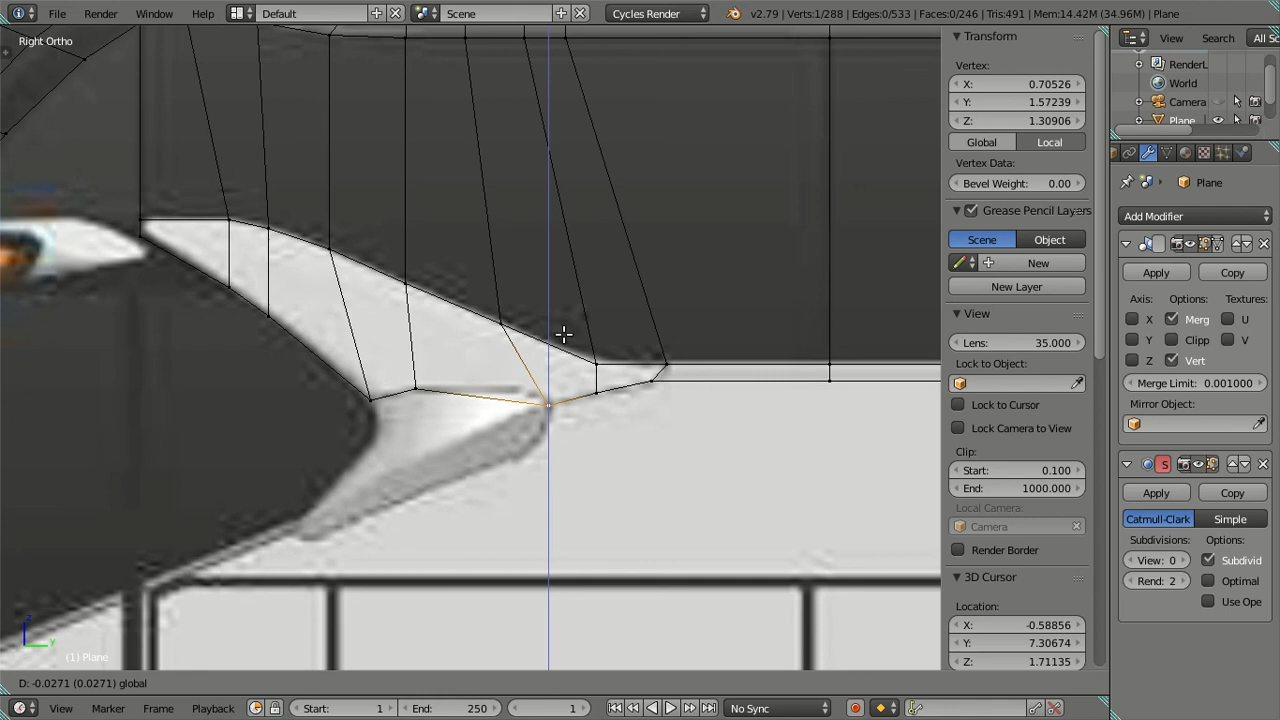 File Render Window Help Default Scene Cycles Render v2.79 | Verts:1/288 | Edges:0/533 | Faces:0/246 | Tris:491 | Mem:14.42M (34.96M) | Plane
Right Ortho
Transform
Vertex:
X: 0.70526
Y: 1.57239
Z: 1.30906
Global Local
Vertex Data:
Bevel Weight: 0.00
Grease Pencil Layers
Scene Object
New
New Layer
View
Lens: 35.000
Lock to Object:
Lock to Cursor
Lock Camera to View
Clip:
Start: 0.100
End: 1000.000
Local Camera:
Camera
Render Border
3D Cursor
Location:
X: -0.58856
Y: 7.30674
Z: 1.71135
View Search All Sc
RenderL
World
Camera
Plane
Plane
Add Modifier
Apply Copy
Axis: Options: Textures:
X Merg U
Y Clipp V
Z Vert
Merge Limit: 0.001000
Mirror Object:
S
Apply Copy
Catmull-Clark Simple
Subdivisions: Options:
View: 0 Subdivid
Rend: 2 Optimal
Use Ope
z
y
(1) Plane
D: -0.0271 (0.0271) global
View Marker Frame Playback Start: 1 End: 250 1 No Sync